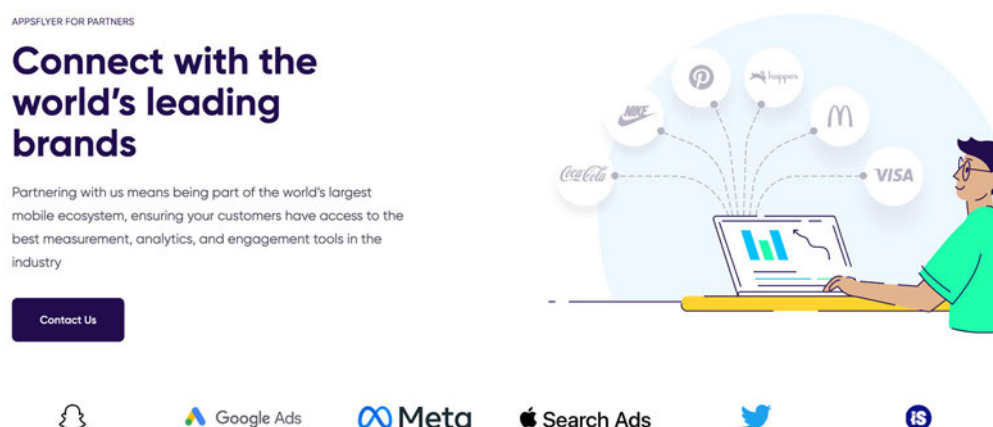 APPSFLYER FOR PARTNERS
Connect with the
world's leading
brands
Partnering with us means being part of the world's largest
mobile ecosystem, ensuring your customers have access to the
best measurement, analytics, and engagement tools in the
industry
Contact Us
hopper
NIKE
Coca-Cola
VISA
Google Ads
Meta
Search Ads
iS